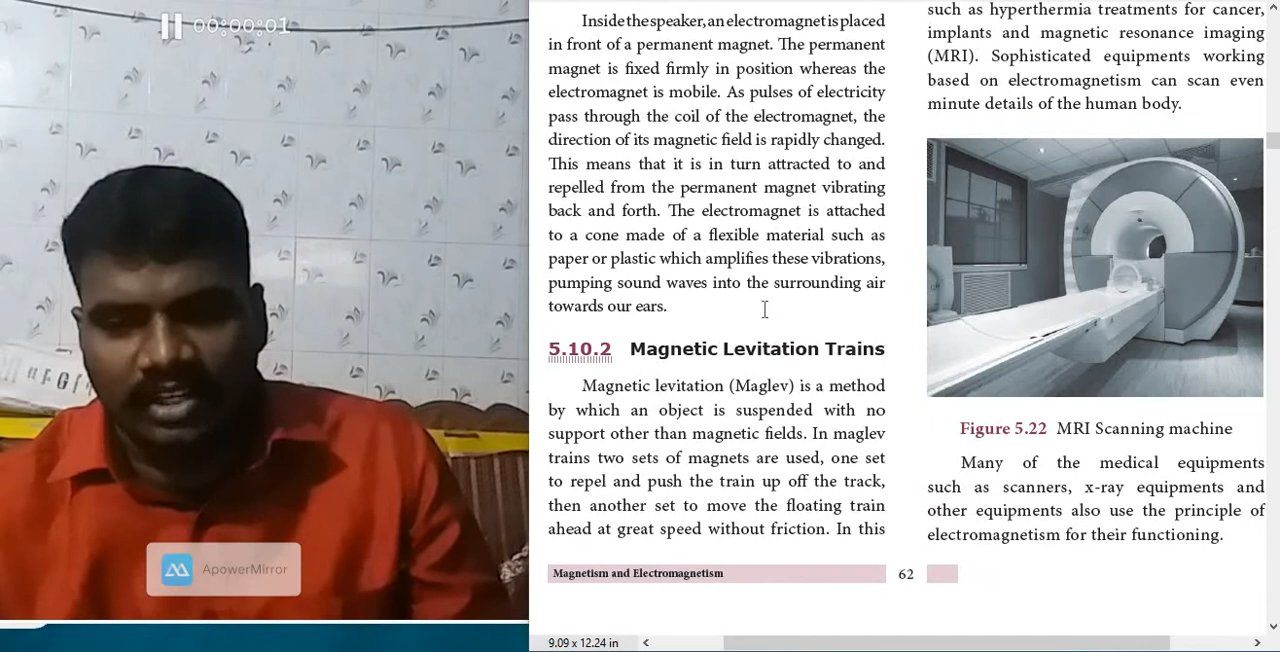 00:00:01
ApowerMirror
Inside the speaker, an electromagnet is placed
in front of a permanent magnet. The permanent
magnet is fixed firmly in position whereas the
electromagnet is mobile. As pulses of electricity
pass through the coil of the electromagnet, the
direction of its magnetic field is rapidly changed.
This means that it is in turn attracted to and
repelled from the permanent magnet vibrating
back and forth. The electromagnet is attached
to a cone made of a flexible material such as
paper or plastic which amplifies these vibrations,
pumping sound waves into the surrounding air
towards our ears.
5.10.2 Magnetic Levitation Trains
Magnetic levitation (Maglev) is a method
by which an object is suspended with no
support other than magnetic fields. In maglev
trains two sets of magnets are used, one set
to repel and push the train up off the track,
then another set to move the floating train
ahead at great speed without friction. In this
such as hyperthermia treatments for cancer,
implants and magnetic resonance imaging
(MRI). Sophisticated equipments working
based on electromagnetism can scan even
minute details of the human body.
Figure 5.22 MRI Scanning machine
Many of the medical equipments
such as scanners, x-ray equipments and
other equipments also use the principle of
electromagnetism for their functioning.
Magnetism and Electromagnetism 62
9.09 x 12.24 in